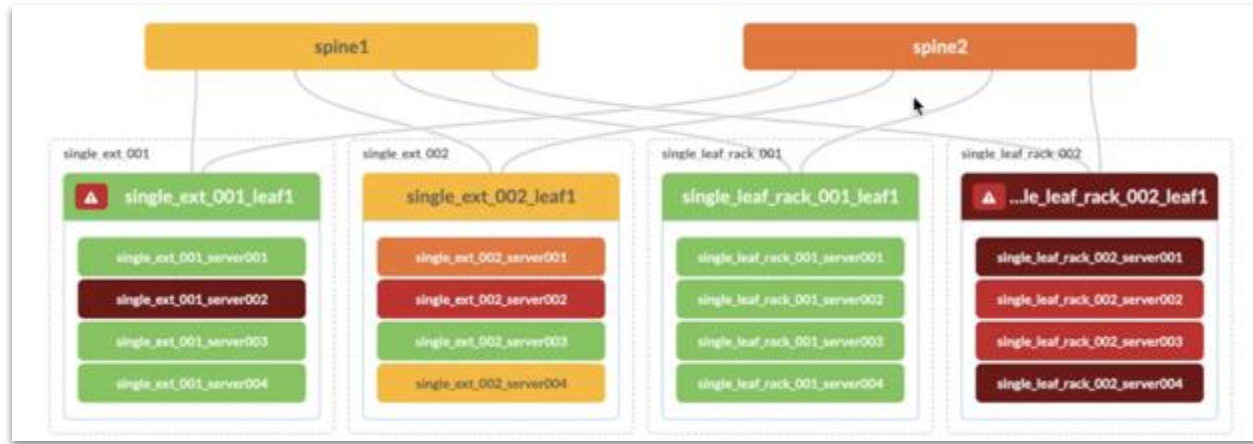 spine1
spine2
single_ext_001
single_ext_002
single_leaf_rack_001
single_leaf_rack_002
single_ext_001_leaf1
single_ext_002_leaf1
single_leaf_rack_001_leaf1
...le_leaf_rack_002_leaf1
single_ext_001_server001
single_ext_002_server001
single_leaf_rack_001_server001
single_leaf_rack_002_server001
single_ext_001_server002
single_ext_002_server002
single_leaf_rack_001_server002
single_leaf_rack_002_server002
single_ext_001_server003
single_ext_002_server003
single_leaf_rack_001_server003
single_leaf_rack_002_server003
single_ext_001_server004
single_ext_002_server004
single_leaf_rack_001_server004
single_leaf_rack_002_server004